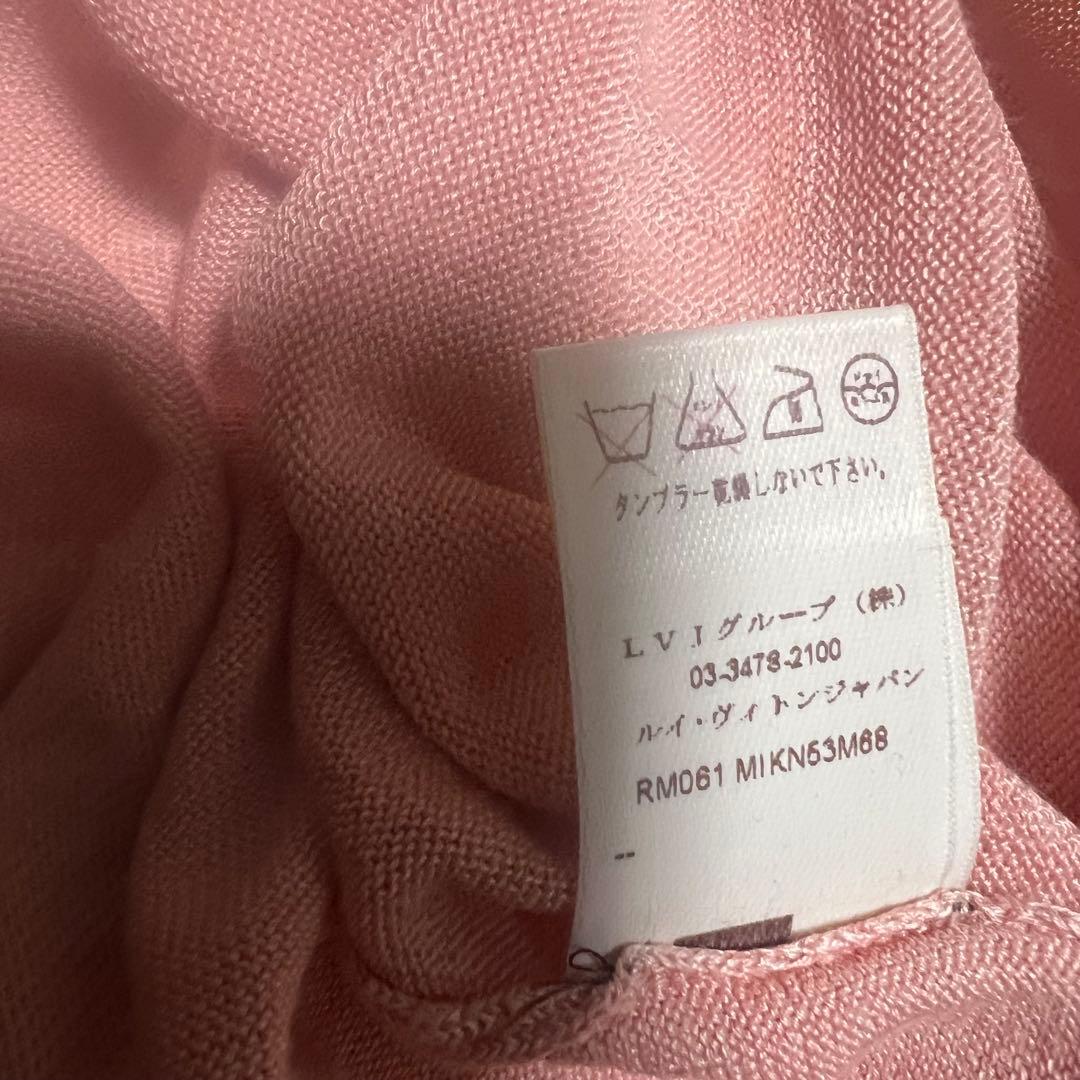 タンブラー乾燥しないで下さい。
LVJグループ(株)
03-3478-2100
ルイ・ヴィトンジャパン
RM061 MIKN53M68
--